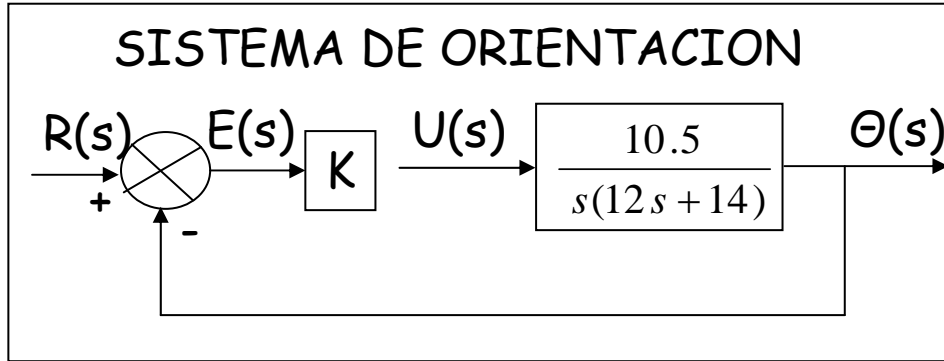 SISTEMA DE ORIENTACION
R(s) E(s) K U(s) 10.5 Θ(s)
s(12s+14)
+
-